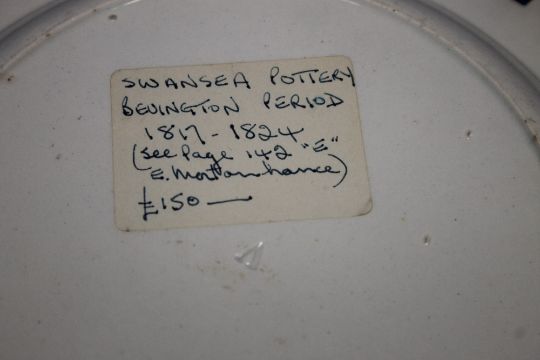 SWANSEA POTTERY
BEVINGTON PERIOD
1817-1824
(see Page 142 "E"
E. Morton Nance)
£150 —